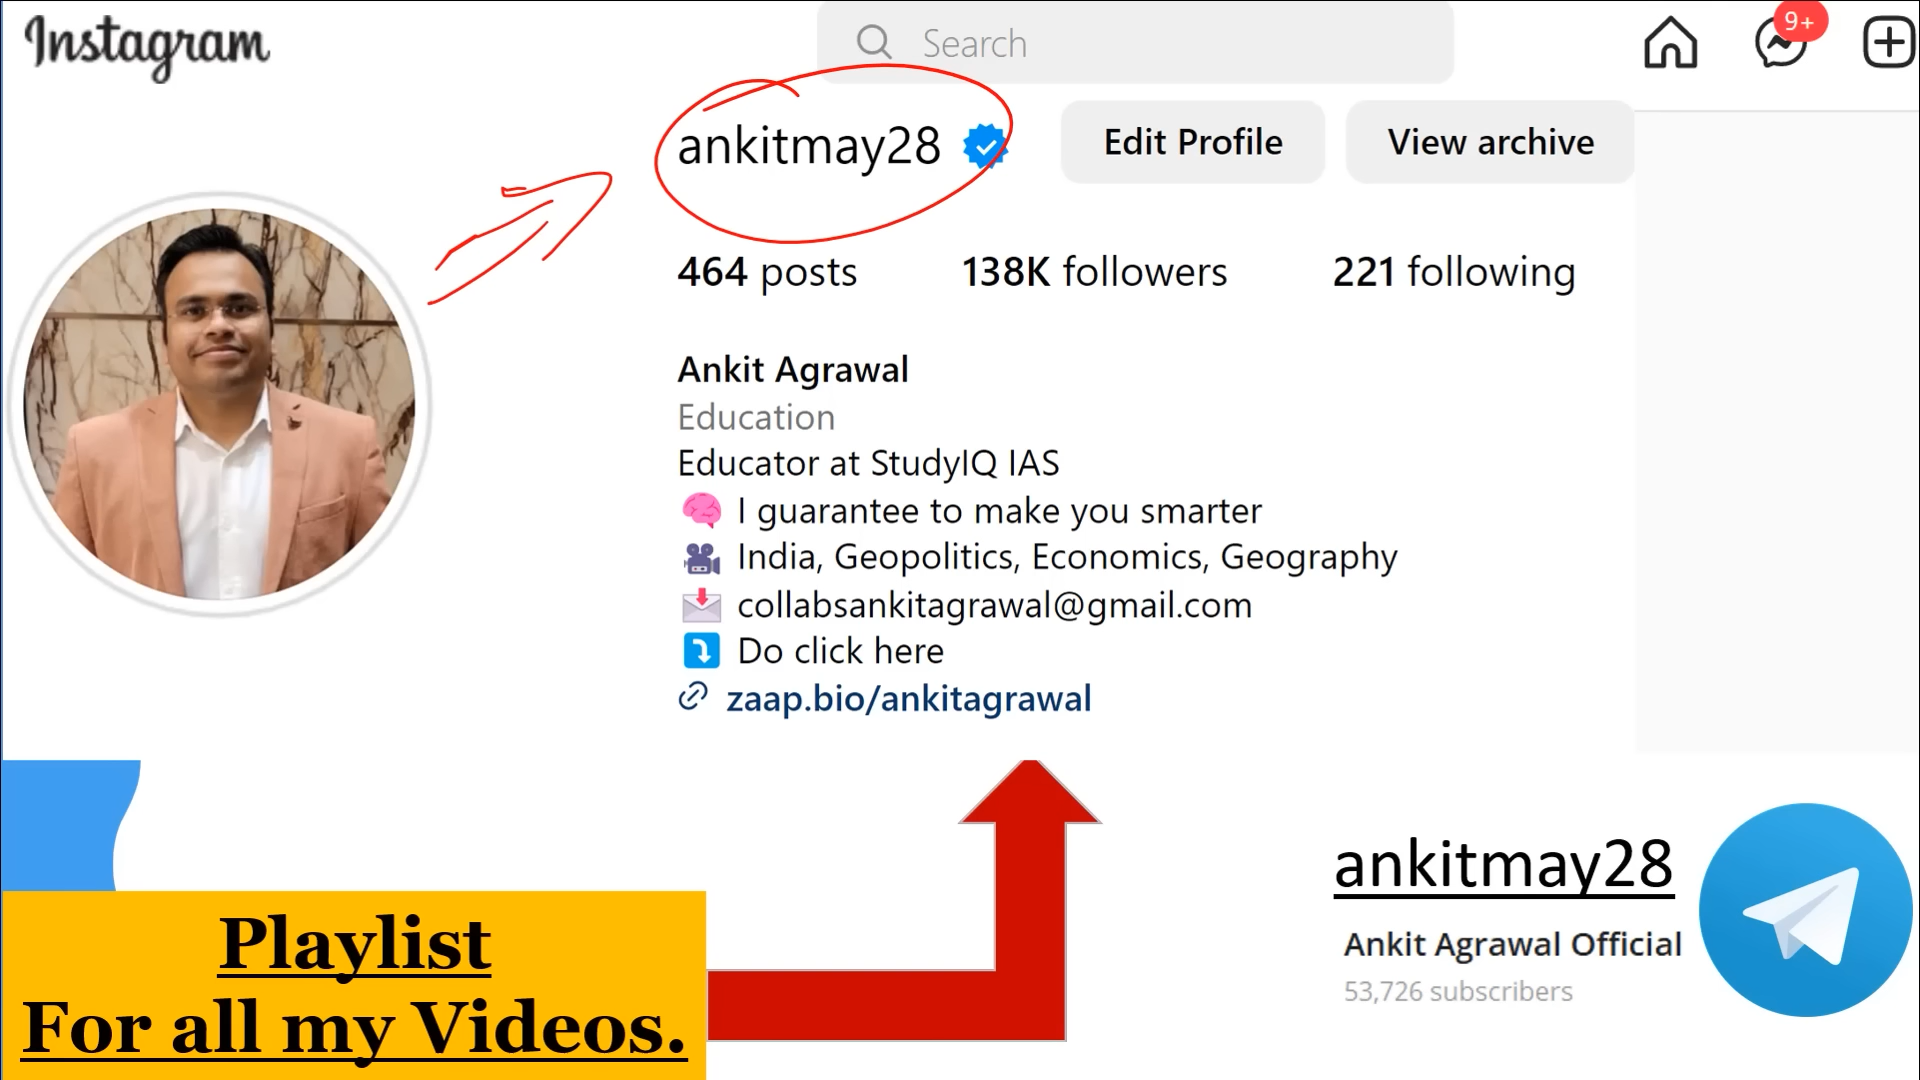 Instagram
Search
9+
ankitmay28
Edit Profile
View archive
464 posts
138K followers
221 following
Ankit Agrawal
Education
Educator at StudyIQ IAS
I guarantee to make you smarter
India, Geopolitics, Economics, Geography
collabsankitagrawal@gmail.com
Do click here
zaap.bio/ankitagrawal
ankitmay28
Ankit Agrawal Official
53,726 subscribers
Playlist
For all my Videos.